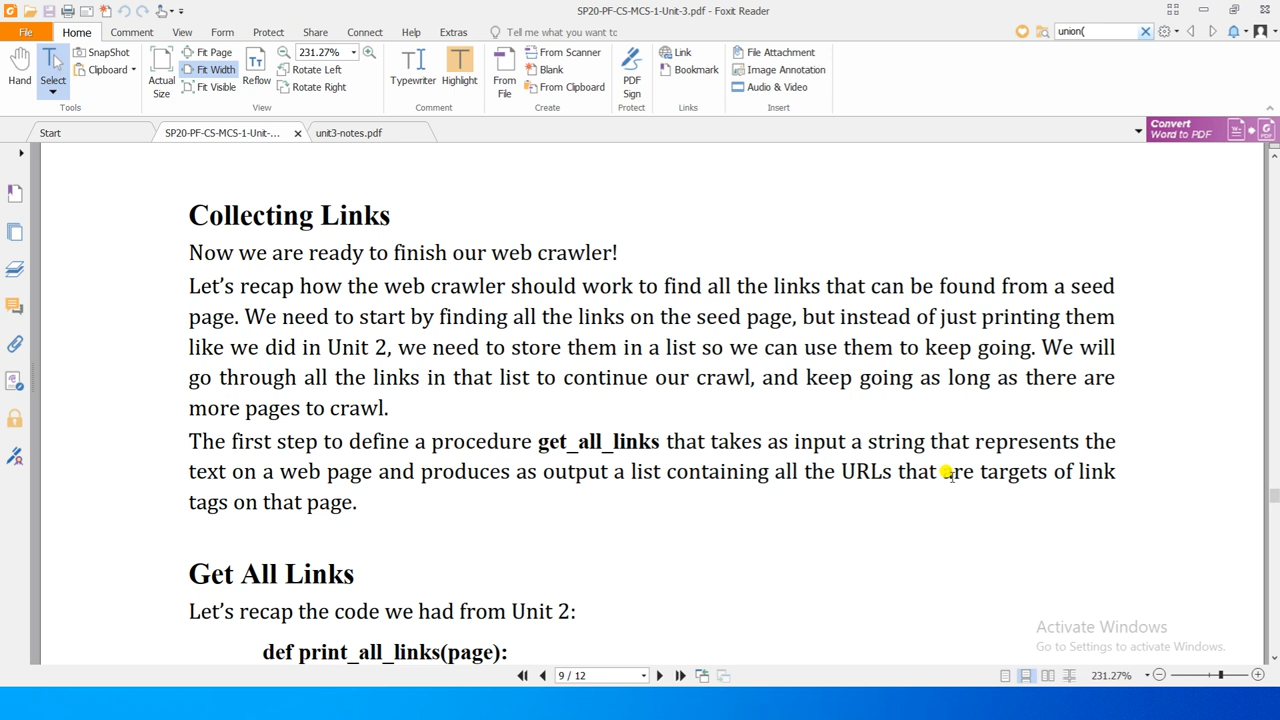 SP20-PF-CS-MCS-1-Unit-3.pdf - Foxit Reader
File Home Comment View Form Protect Share Connect Help Extras Tell me what you want tc union(
Hand Select SnapShot Clipboard Actual Size Fit Page Fit Width Fit Visible Reflow 231.27% Rotate Left Rotate Right Typewriter Highlight From File From Scanner Blank From Clipboard PDF Sign Link Bookmark File Attachment Image Annotation Audio & Video
Tools View Comment Create Protect Links Insert
Start SP20-PF-CS-MCS-1-Unit-... unit3-notes.pdf Convert Word to PDF
Collecting Links
Now we are ready to finish our web crawler!
Let’s recap how the web crawler should work to find all the links that can be found from a seed
page. We need to start by finding all the links on the seed page, but instead of just printing them
like we did in Unit 2, we need to store them in a list so we can use them to keep going. We will
go through all the links in that list to continue our crawl, and keep going as long as there are
more pages to crawl.
The first step to define a procedure get_all_links that takes as input a string that represents the
text on a web page and produces as output a list containing all the URLs that are targets of link
tags on that page.
Get All Links
Let’s recap the code we had from Unit 2:
def print_all_links(page):
Activate Windows
Go to Settings to activate Windows.
9 / 12 231.27%